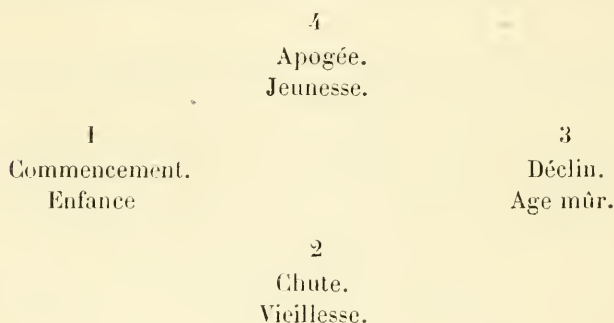 4
Apogée.
Jeunesse.
1
Commencement.
Enfance
3
Déclin.
Age mûr.
2
Chute.
Vieillesse.